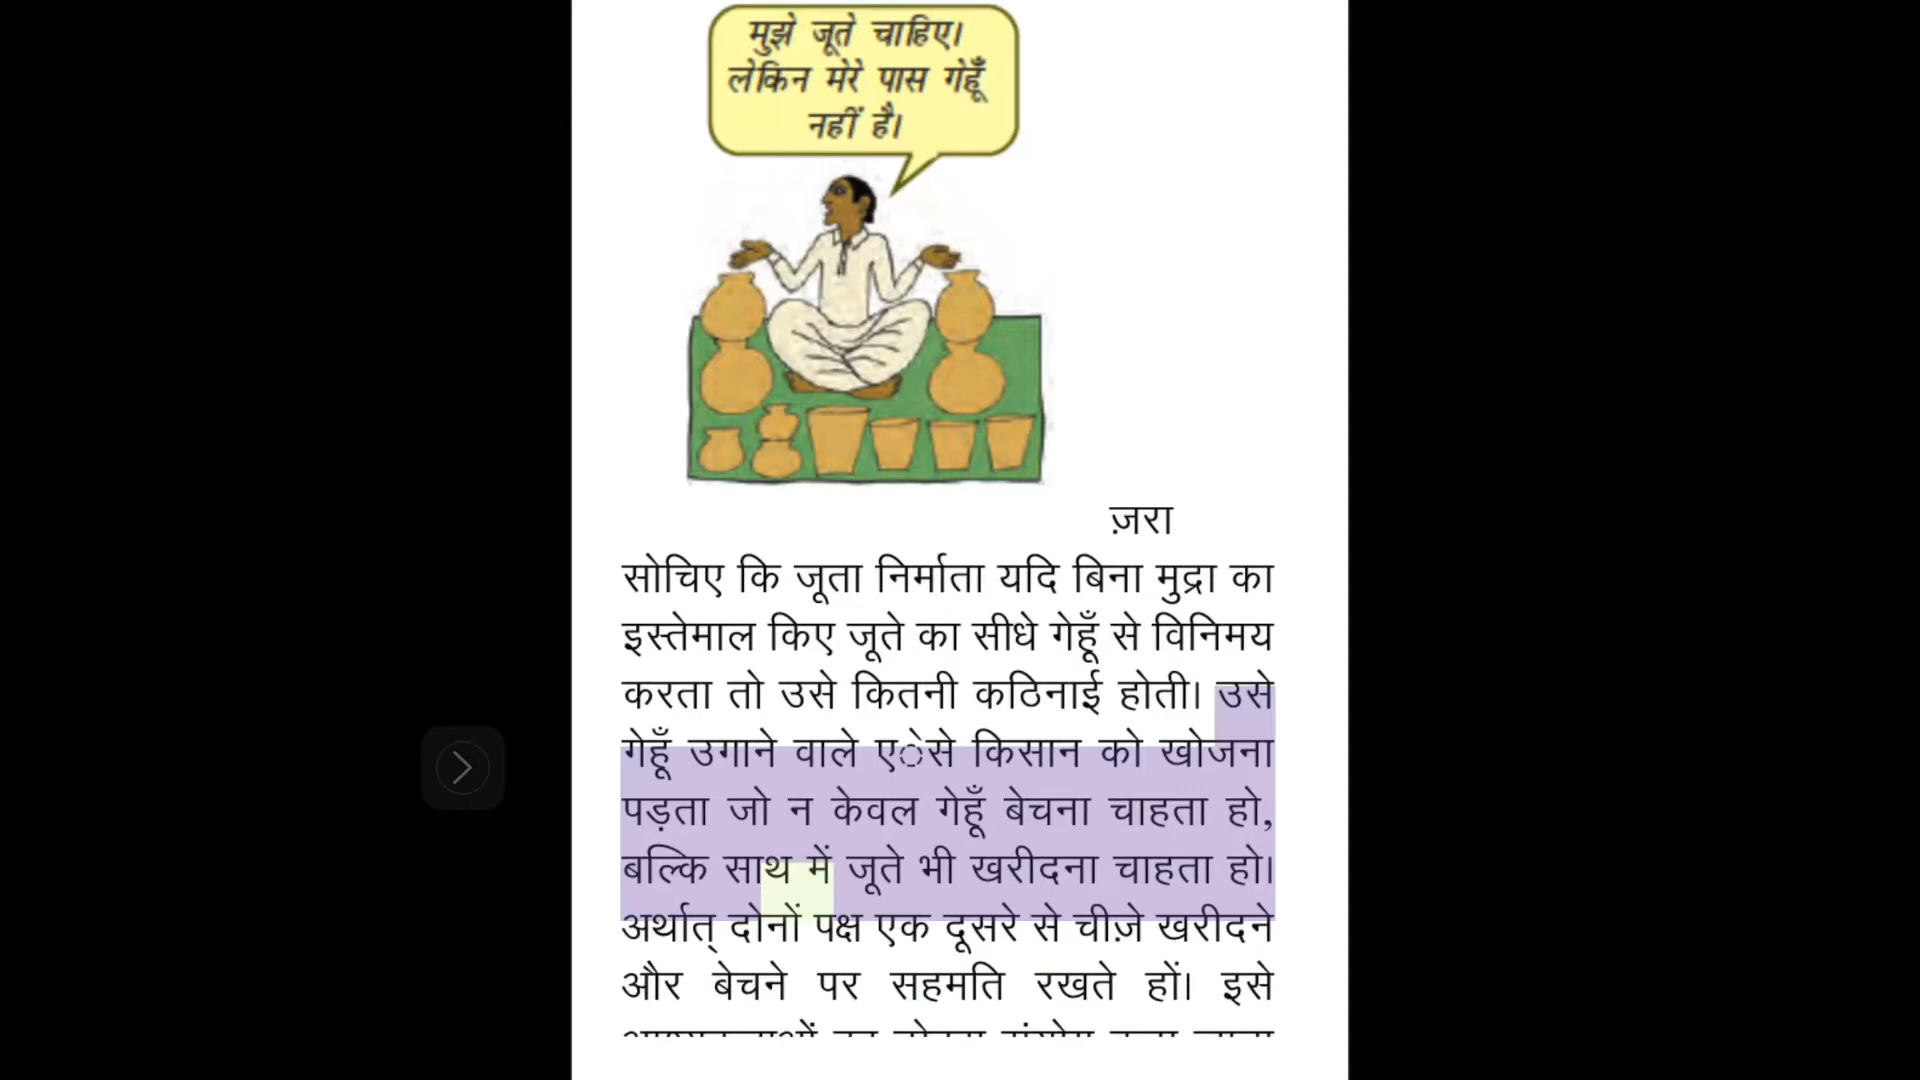 मुझे जूते चाहिए।
लेकिन मेरे पास गेहूँ
नहीं है।
ज़रा
सोचिए कि जूता निर्माता यदि बिना मुद्रा का
इस्तेमाल किए जूते का सीधे गेहूँ से विनिमय
करता तो उसे कितनी कठिनाई होती। उसे
गेहूँ उगाने वाले ए◌ेसे किसान को खोजना
पड़ता जो न केवल गेहूँ बेचना चाहता हो,
बल्कि साथ में जूते भी खरीदना चाहता हो।
अर्थात् दोनों पक्ष एक दूसरे से चीज़े खरीदने
और बेचने पर सहमति रखते हों। इसे